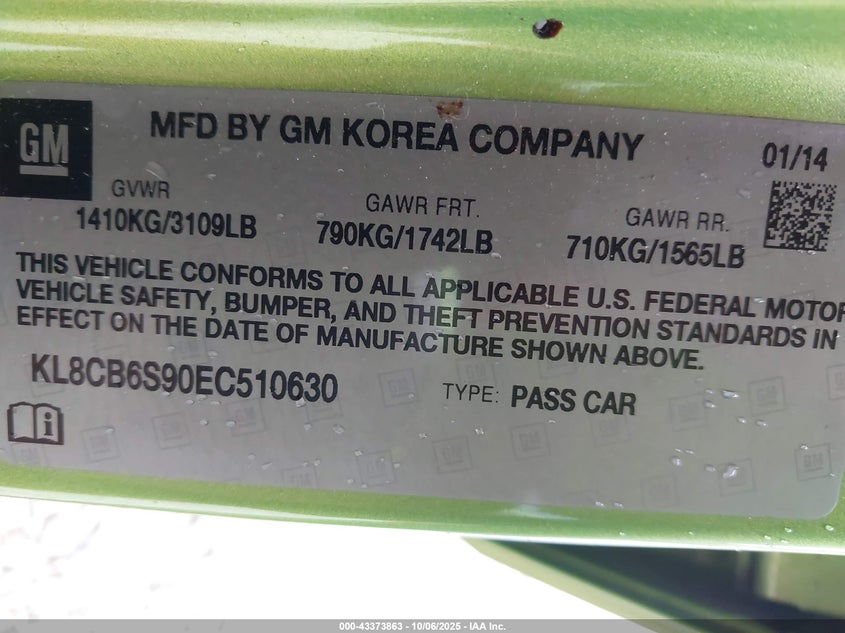 GM
MFD BY GM KOREA COMPANY
01/14
GVWR
1410KG/3109LB
GAWR FRT.
790KG/1742LB
GAWR RR.
710KG/1565LB
THIS VEHICLE CONFORMS TO ALL APPLICABLE U.S. FEDERAL MOTOR
VEHICLE SAFETY, BUMPER, AND THEFT PREVENTION STANDARDS IN
EFFECT ON THE DATE OF MANUFACTURE SHOWN ABOVE.
KL8CB6S90EC510630
TYPE: PASS CAR
000-43373863 - 10/06/2025 - IAA Inc.